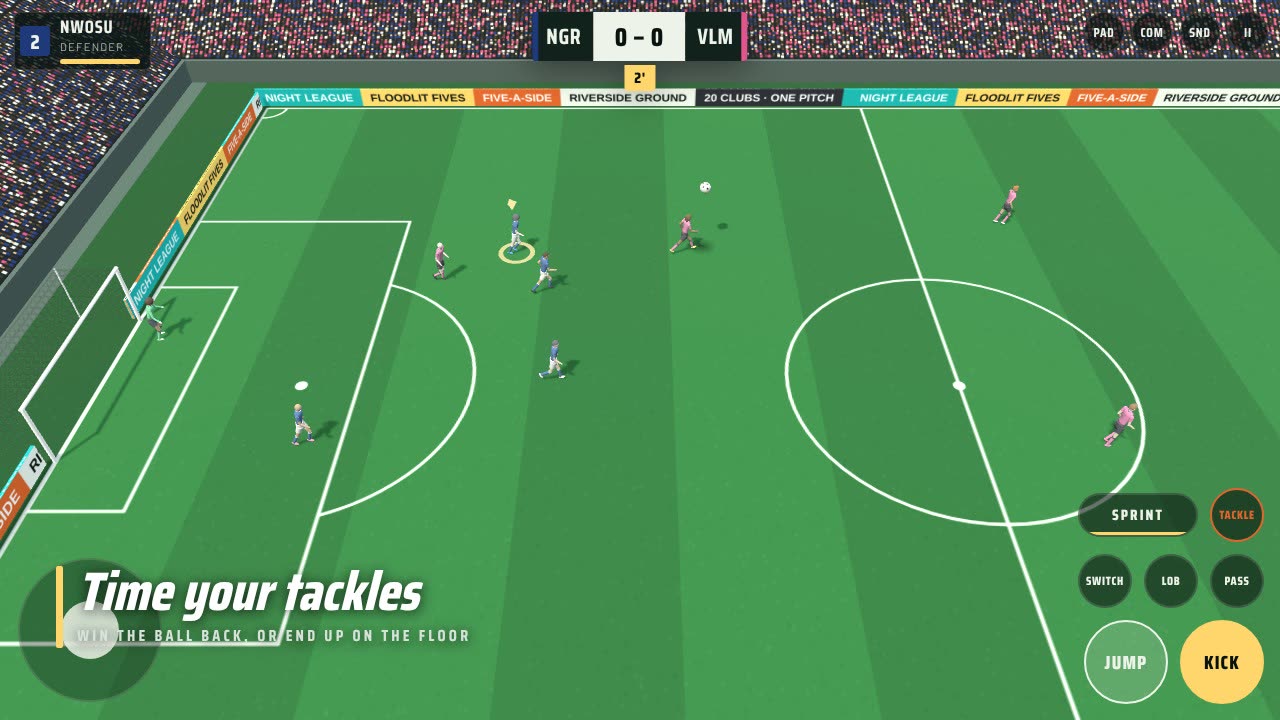 2
NWOSU
DEFENDER
NGR
0 – 0
VLM
2'
PAD
COM
SND
II
NIGHT LEAGUE
FLOODLIT FIVES
FIVE-A-SIDE
RIVERSIDE GROUND
20 CLUBS · ONE PITCH
NIGHT LEAGUE
FLOODLIT FIVES
FIVE-A-SIDE
RIVERSIDE GROUND
R
FIVE-A-SIDE
FLOODLIT FIVES
NIGHT LEAGUE
RI
SIDE
SPRINT
TACKLE
SWITCH
LOB
PASS
JUMP
KICK
Time your tackles
WIN THE BALL BACK, OR END UP ON THE FLOOR